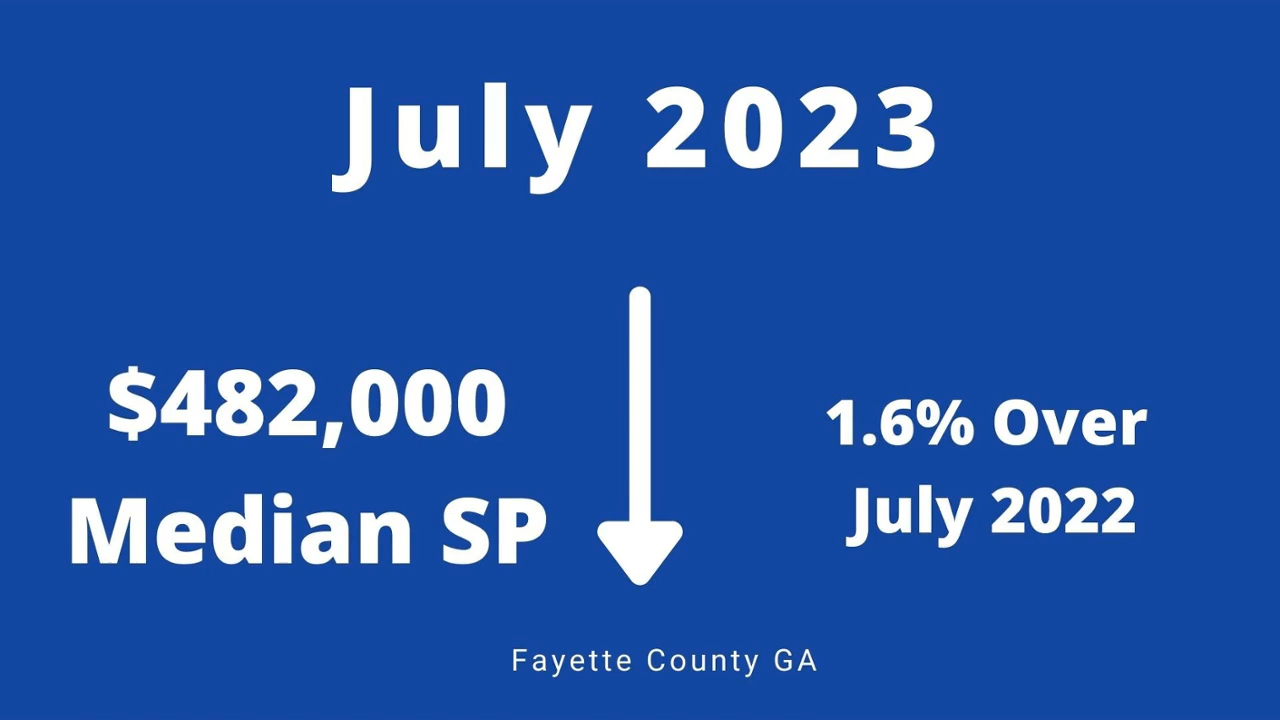 July 2023
$482,000
Median SP
1.6% Over
July 2022
Fayette County GA